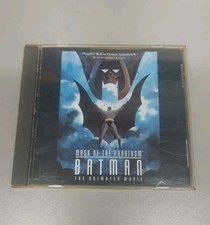 Original Motion Picture Soundtrack
MASK OF THE PHANTASM
BATMAN
THE ANIMATED MOVIE